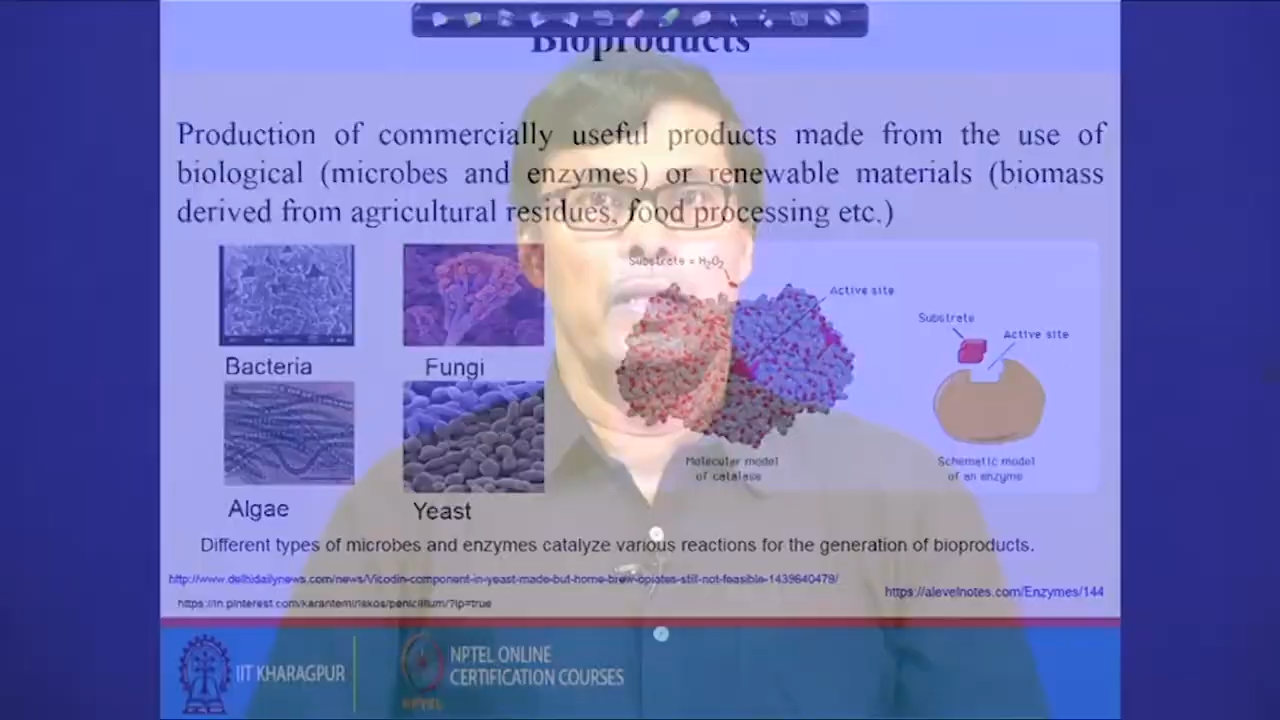 Bioproducts
Production of commercially useful products made from the use of
biological (microbes and enzymes) or renewable materials (biomass
derived from agricultural residues, food processing etc.)
Substrate = H₂O₂
Active site
Substrate
Active site
Bacteria
Fungi
Molecular model
of catalase
Schematic model
of an enzyme
Algae
Yeast
Different types of microbes and enzymes catalyze various reactions for the generation of bioproducts.
http://www.delhidailynews.com/news/Vicodin-component-in-yeast-made-but-home-brew-opiates-still-not-feasible-1439640479/
https://alevelnotes.com/Enzymes/144
IIT KHARAGPUR
NPTEL ONLINE
CERTIFICATION COURSES
NPTEL